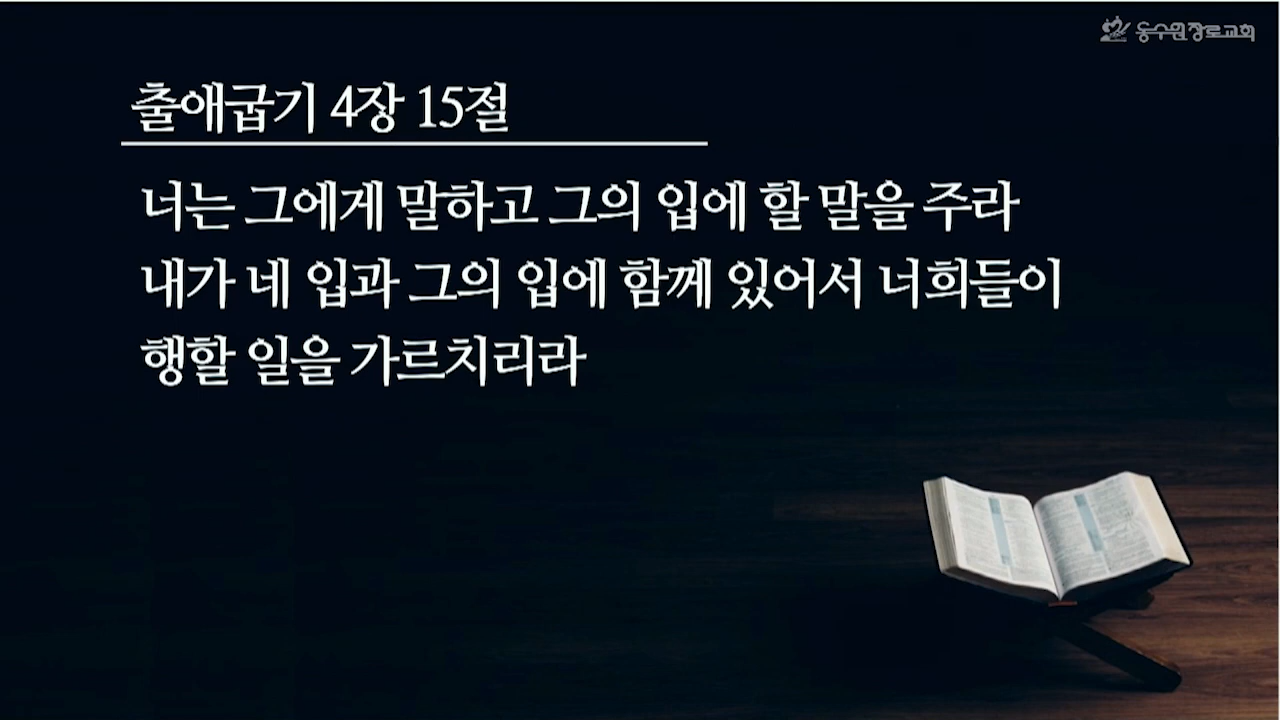 동수원장로교회
출애굽기 4장 15절
너는 그에게 말하고 그의 입에 할 말을 주라
내가 네 입과 그의 입에 함께 있어서 너희들이
행할 일을 가르치리라